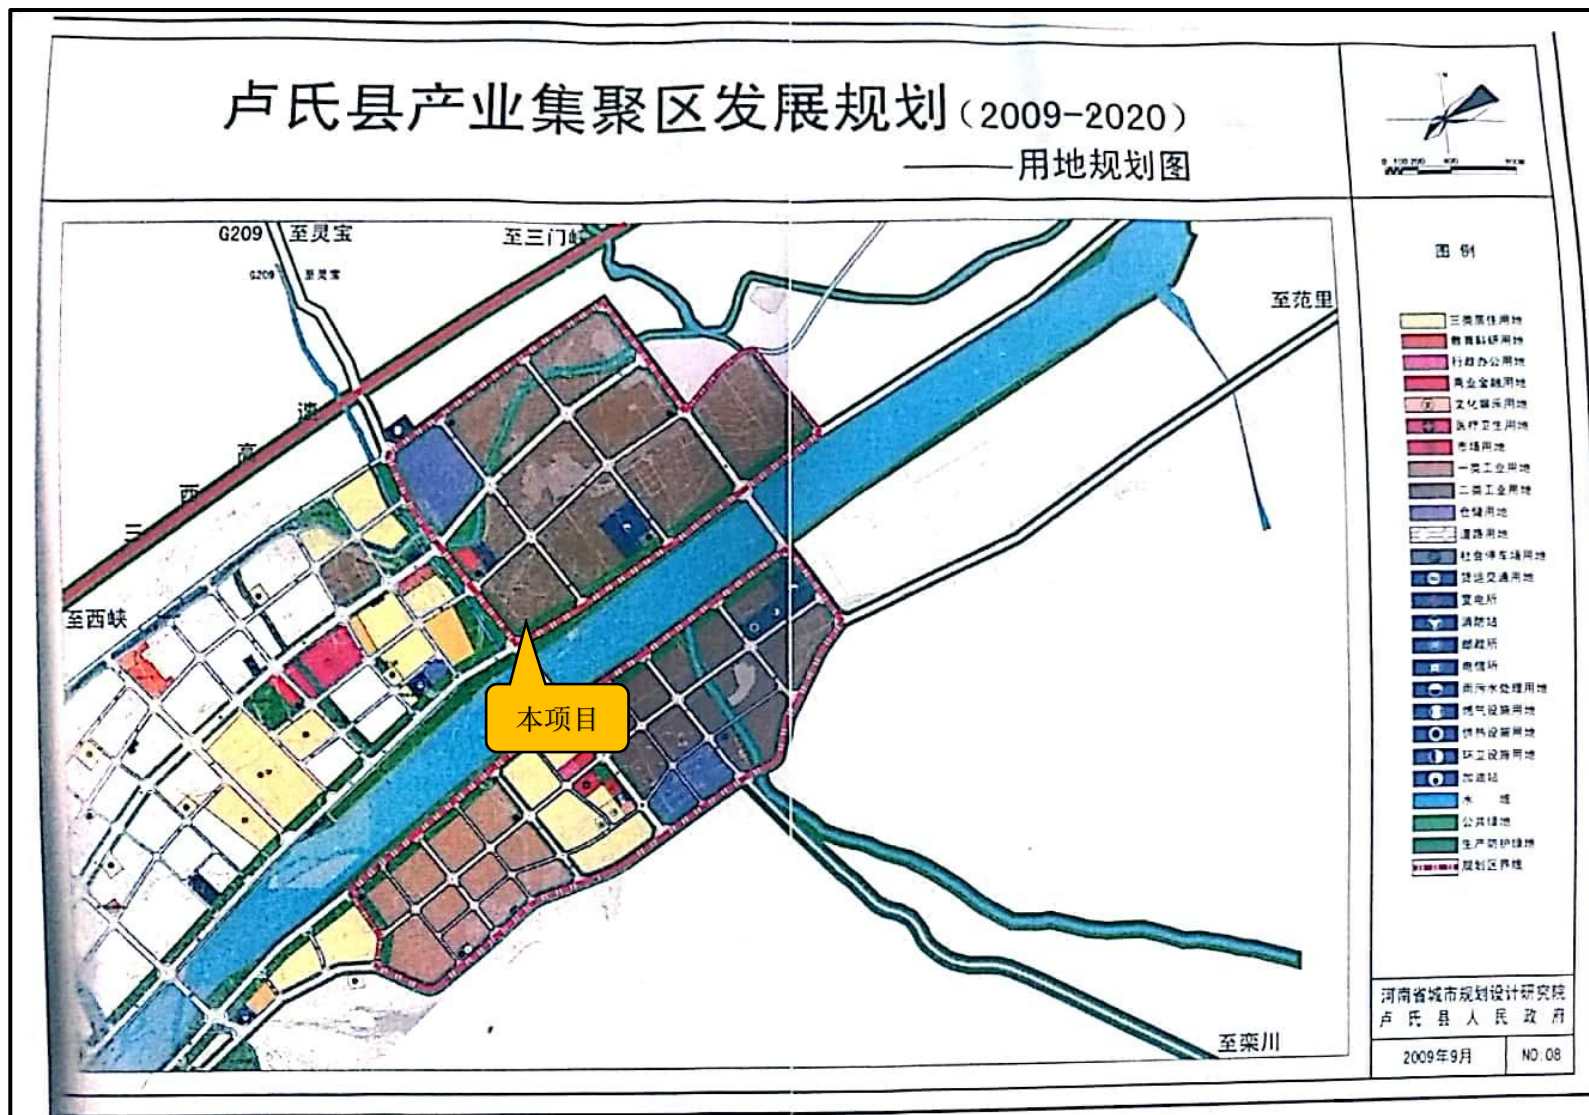 卢氏县产业集聚区发展规划(2009-2020)
——用地规划图
G209 至灵宝
至三门峡
G209 至灵宝
至范里
三
西
高
速
至西峡
本项目
至栾川
图例
三类居住用地
教育科研用地
行政办公用地
商业金融用地
文化娱乐用地
医疗卫生用地
市场用地
一类工业用地
二类工业用地
仓储用地
道路用地
社会停车场用地
货运交通用地
变电所
消防站
邮政所
电信所
雨污水处理用地
燃气设施用地
供热设施用地
环卫设施用地
加油站
水 域
公共绿地
生产防护绿地
规划区界线
河南省城市规划设计研究院
卢氏县人民政府
2009年9月
NO:08